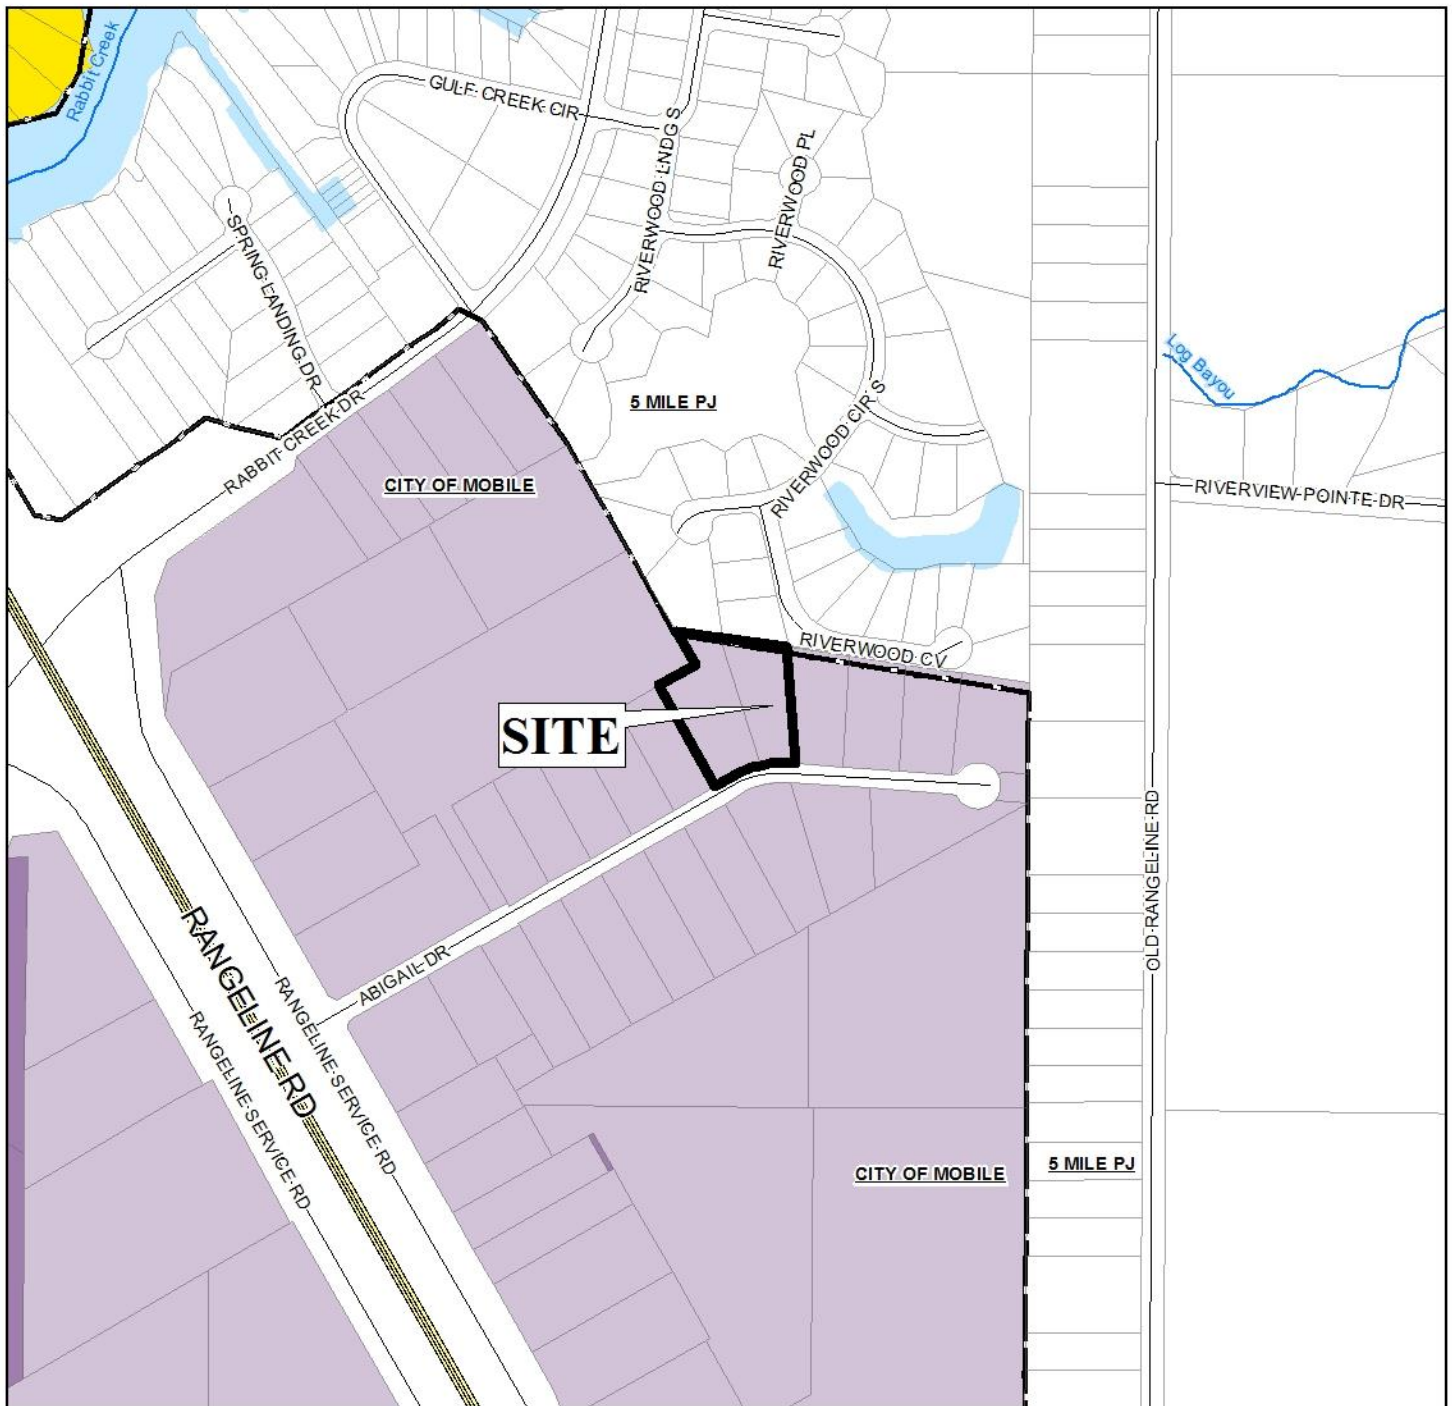 Rabbit Creek
GULF CREEK CIR
RIVERWOOD LNDG S
RIVERWOOD PL
SPRING LANDING DR
Log Bayou
5 MILE PJ
RIVERWOOD CIR S
RABBIT CREEK DR
CITY OF MOBILE
RIVERVIEW POINTE DR
RIVERWOOD CV
SITE
OLD RANGELINE RD
ABIGAIL DR
RANGELINE RD
RANGELINE SERVICE RD
RANGELINE SERVICE RD
CITY OF MOBILE
5 MILE PJ